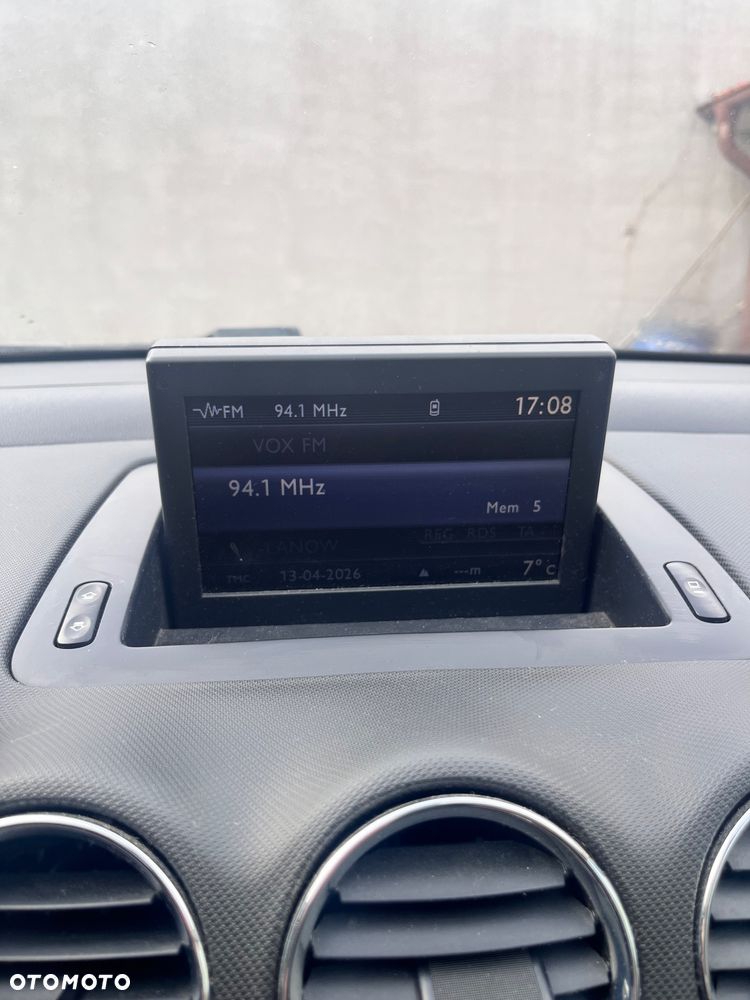 FM 94.1 MHz 17:08
VOX FM
94.1 MHz
Mem 5
REG RDS TA
LANOW
TMC 13-04-2026 ---m 7° c
OTOMOTO